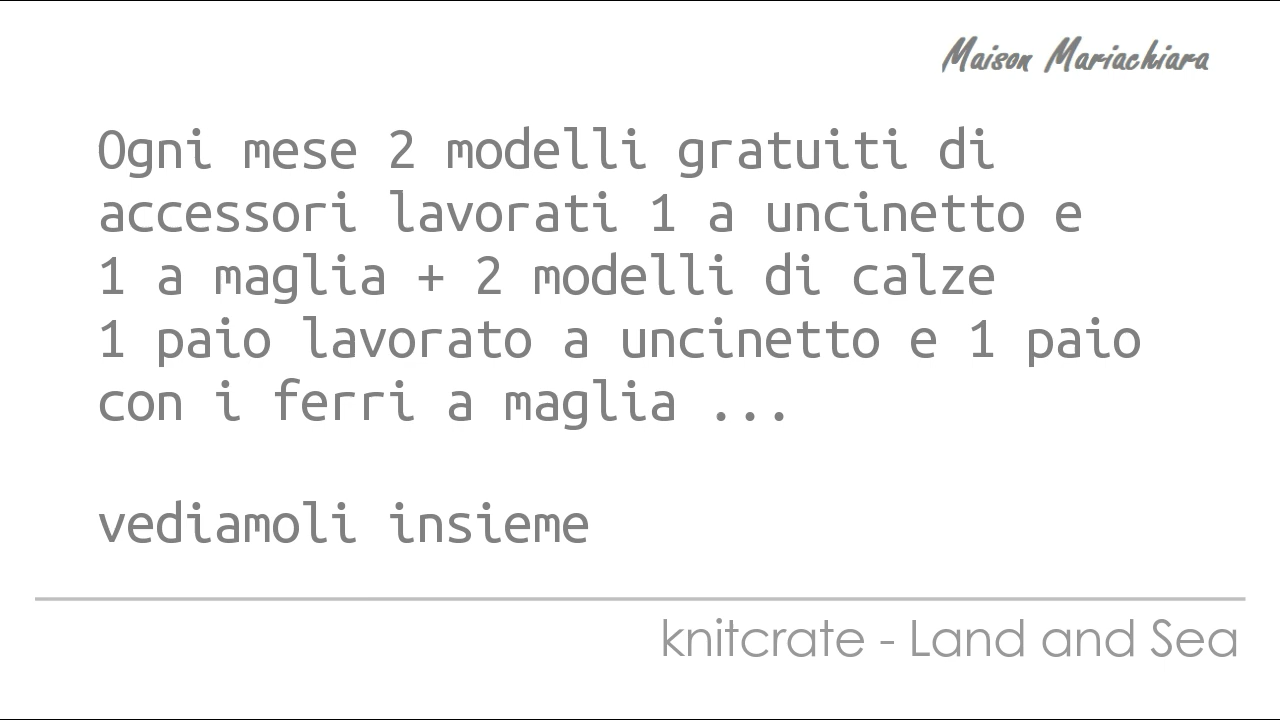 Maison Mariachiara
Ogni mese 2 modelli gratuiti di
accessori lavorati 1 a uncinetto e
1 a maglia + 2 modelli di calze
1 paio lavorato a uncinetto e 1 paio
con i ferri a maglia ...
vediamoli insieme
knitcrate - Land and Sea